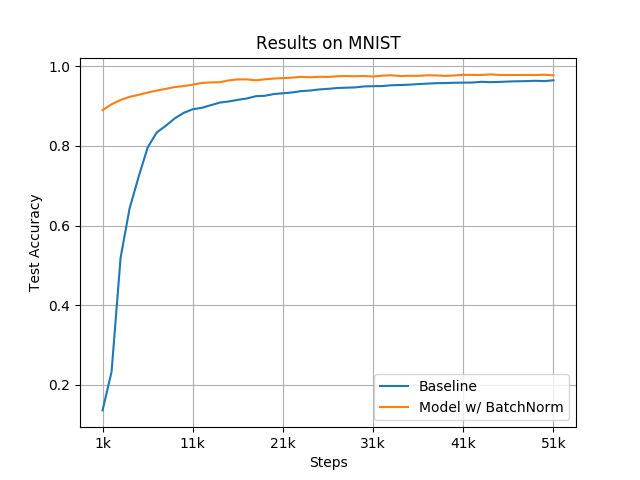 Results on MNIST
Test Accuracy
1.0
0.8
0.6
0.4
0.2
Baseline
Model w/ BatchNorm
1k 11k 21k 31k 41k 51k
Steps